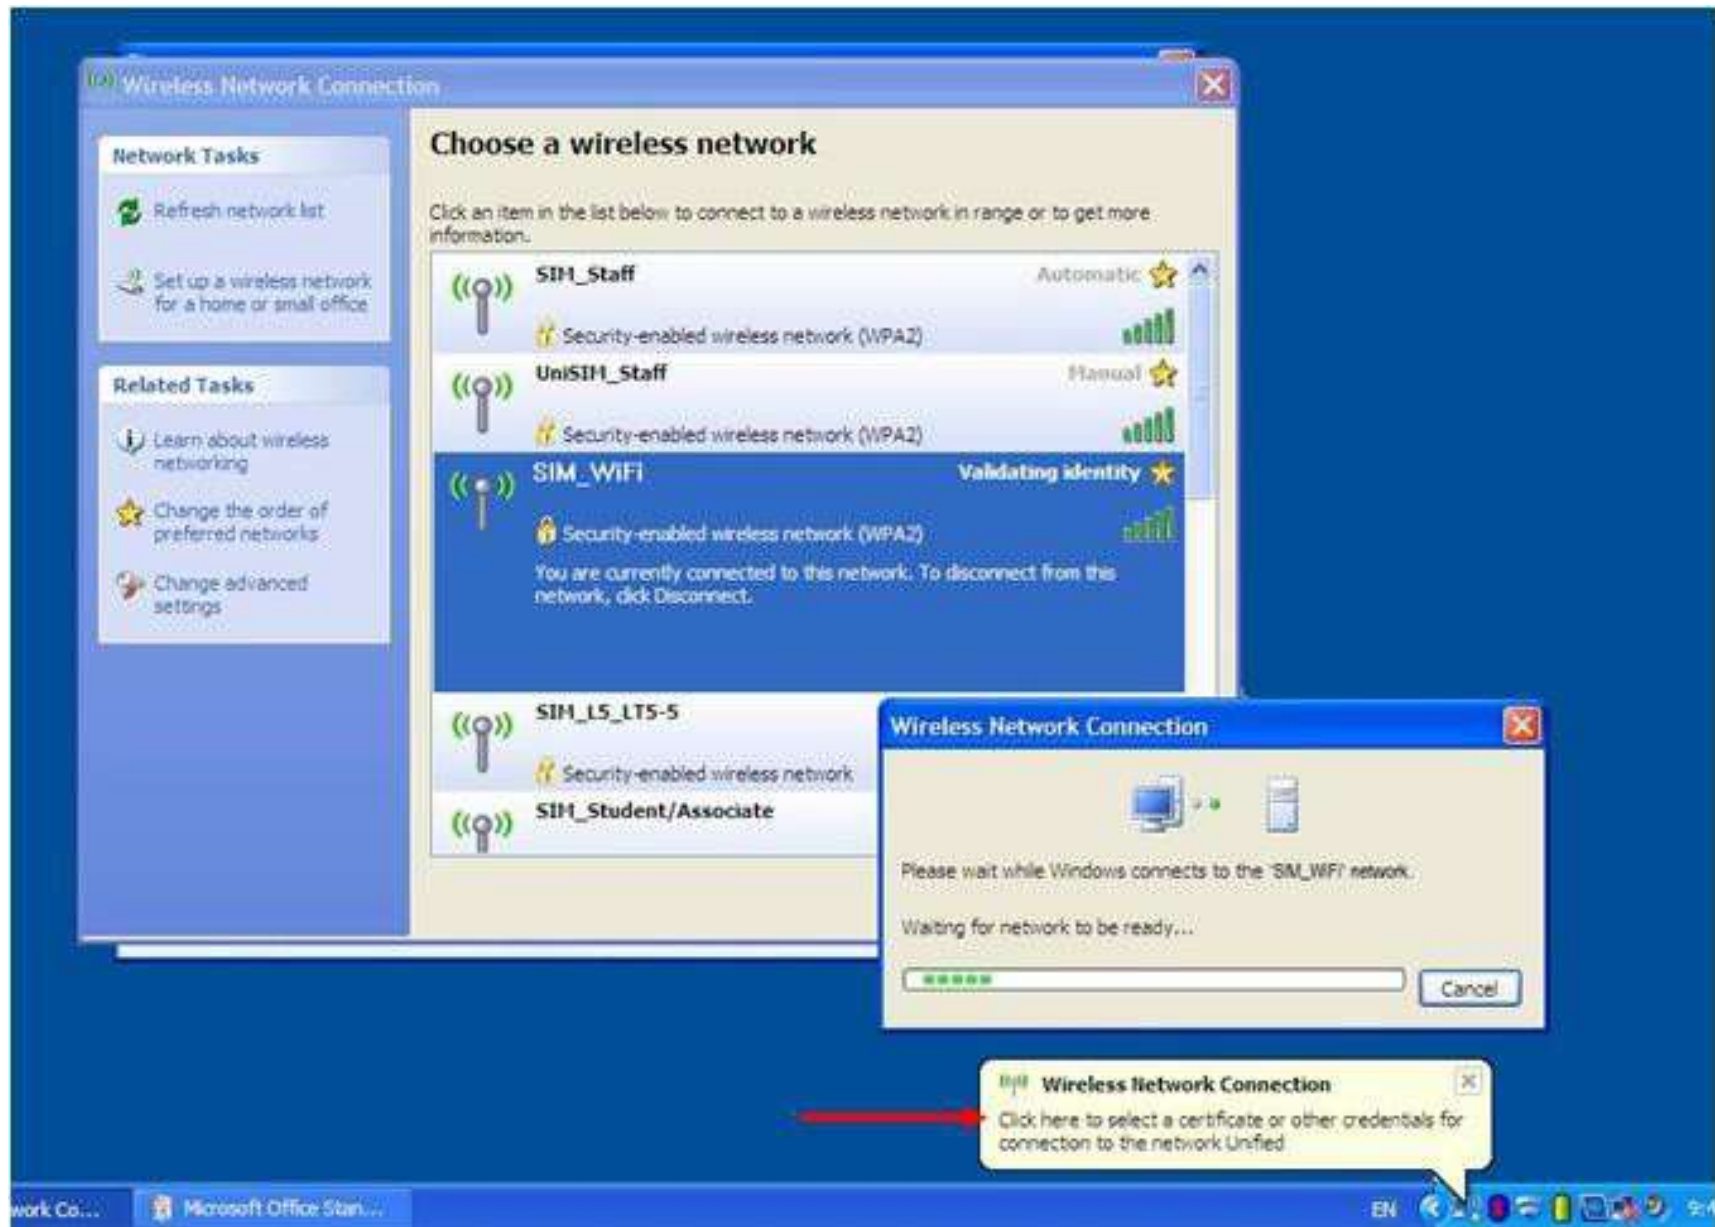 Wireless Network Connection
Network Tasks
Refresh network list
Set up a wireless network
for a home or small office
Related Tasks
Learn about wireless
networking
Change the order of
preferred networks
Change advanced
settings
Choose a wireless network
Click an item in the list below to connect to a wireless network in range or to get more
information.
SIM_Staff
Automatic
Security-enabled wireless network (WPA2)
UniSIM_Staff
Manual
Security-enabled wireless network (WPA2)
SIM_WiFi
Validating identity
Security-enabled wireless network (WPA2)
You are currently connected to this network. To disconnect from this
network, click Disconnect.
SIM_L5_LT5-5
Security-enabled wireless network
SIM_Student/Associate
Wireless Network Connection
Please wait while Windows connects to the 'SIM_WiFi' network.
Waiting for network to be ready...
Cancel
Wireless Network Connection
Click here to select a certificate or other credentials for
connection to the network Unified
work Co...
Microsoft Office Stan...
EN